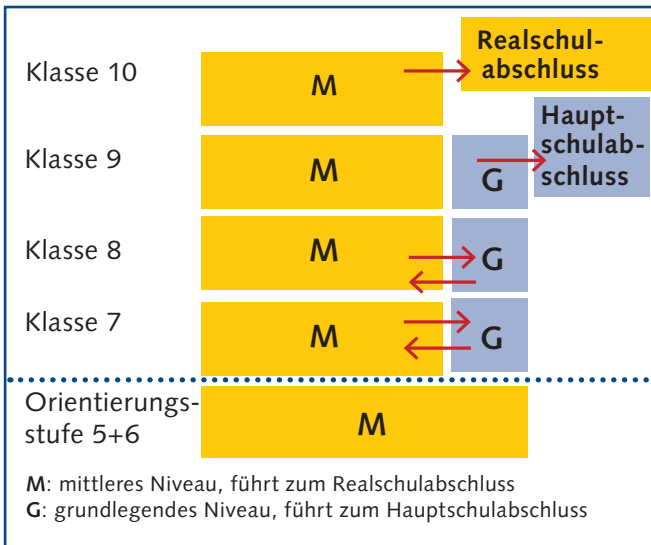 Realschul-
abschluss
Klasse 10
M
Haupt-
schulab-
schluss
Klasse 9
M
G
Klasse 8
M
G
Klasse 7
M
G
Orientierungs-
stufe 5+6
M
M: mittleres Niveau, führt zum Realschulabschluss
G: grundlegendes Niveau, führt zum Hauptschulabschluss